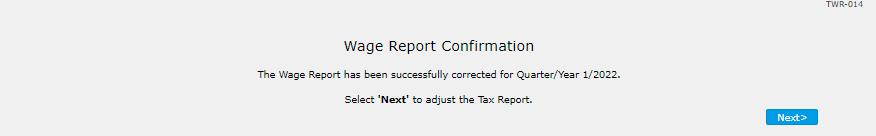 TWR-014
Wage Report Confirmation
The Wage Report has been successfully corrected for Quarter/Year 1/2022.
Select 'Next' to adjust the Tax Report.
Next>